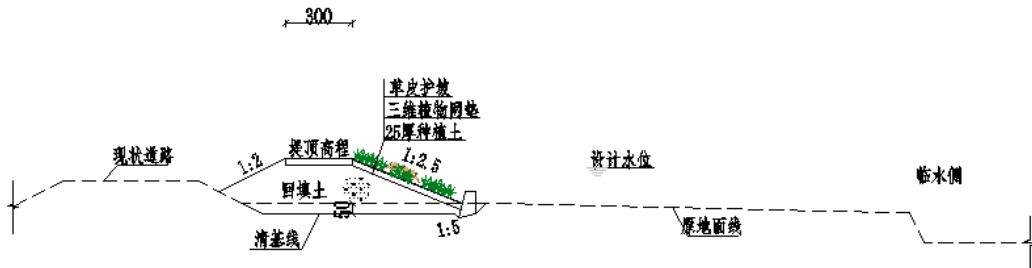 300
草皮护坡
三维植物网垫
25厚种植土
现状道路
1:2
堤顶高程
1:2.5
设计水位
临水侧
回填土
50
清基线
1:5
原地面线